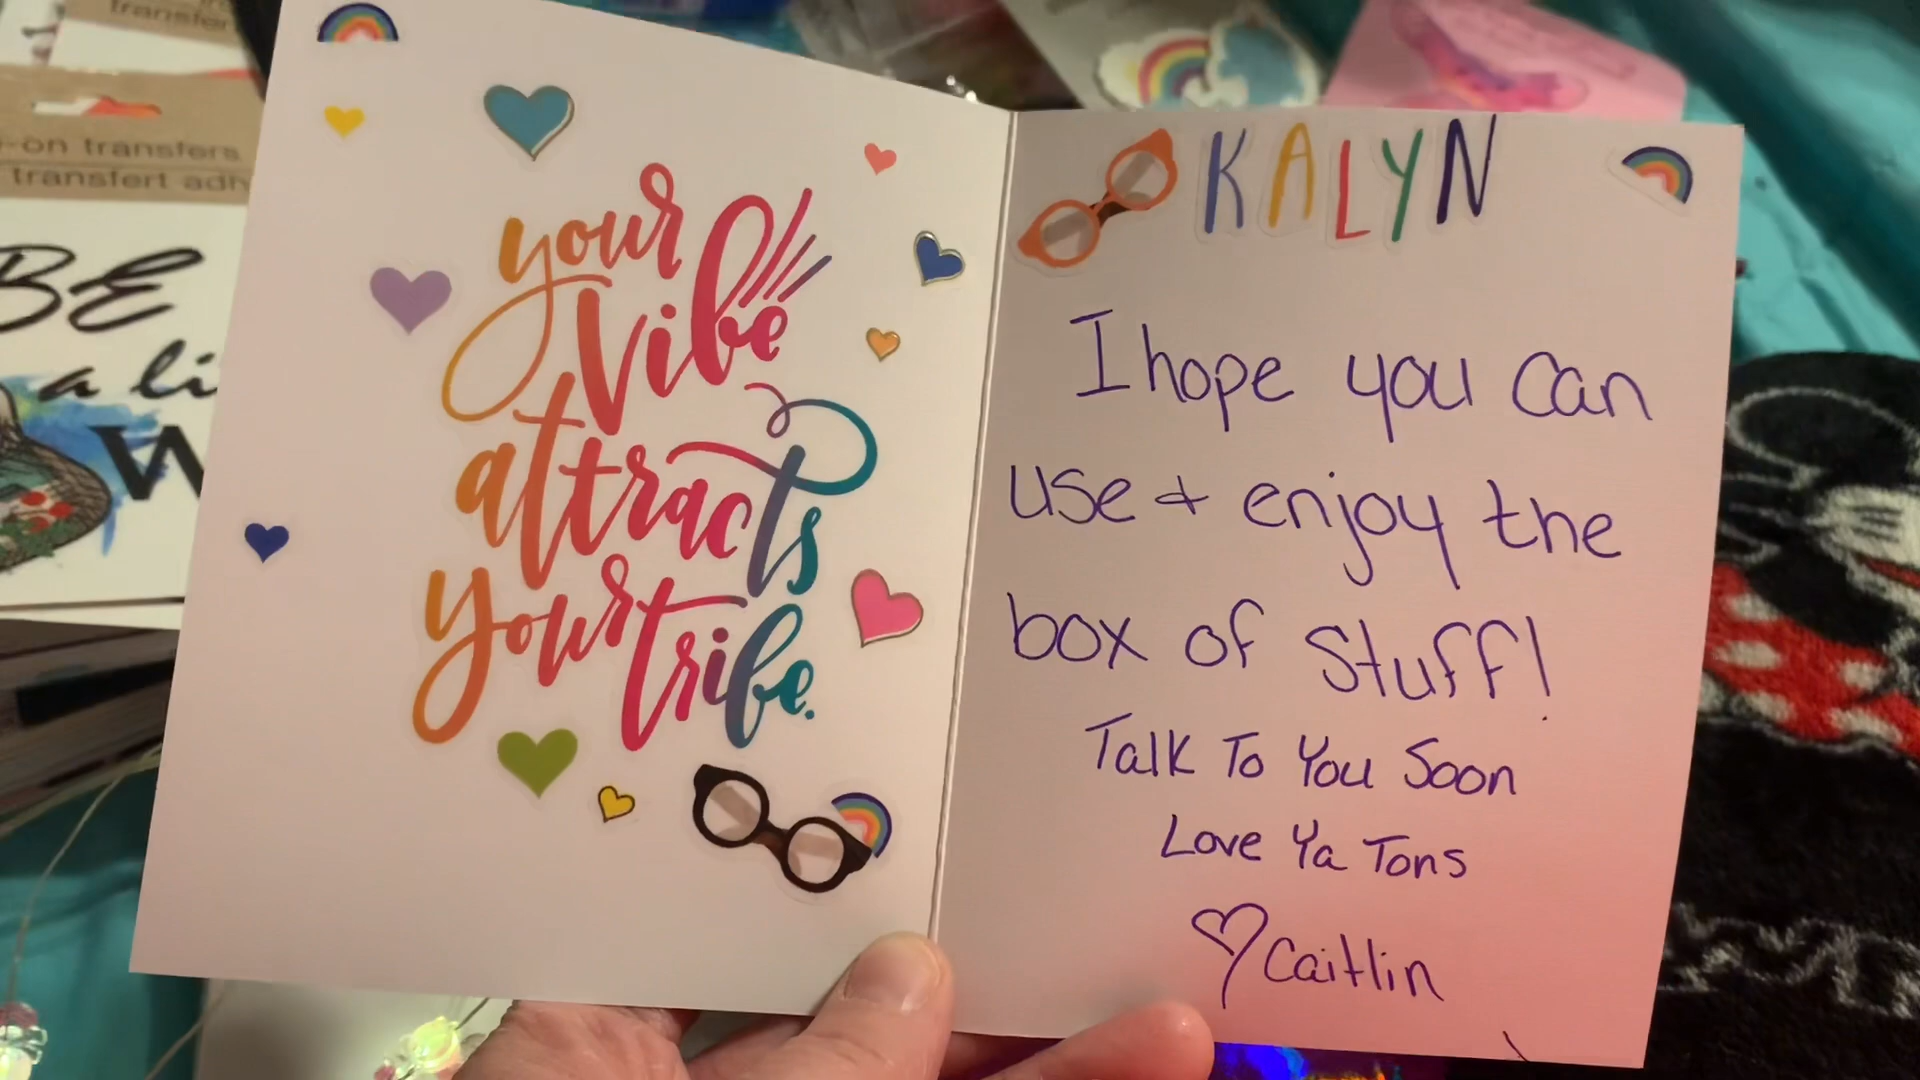 your
vibe
attracts
your tribe.
KALYN
I hope you can
use + enjoy the
box of stuff!
Talk To You Soon
Love Ya Tons
Caitlin
-on transfers
transfert adh
BE
a li
W